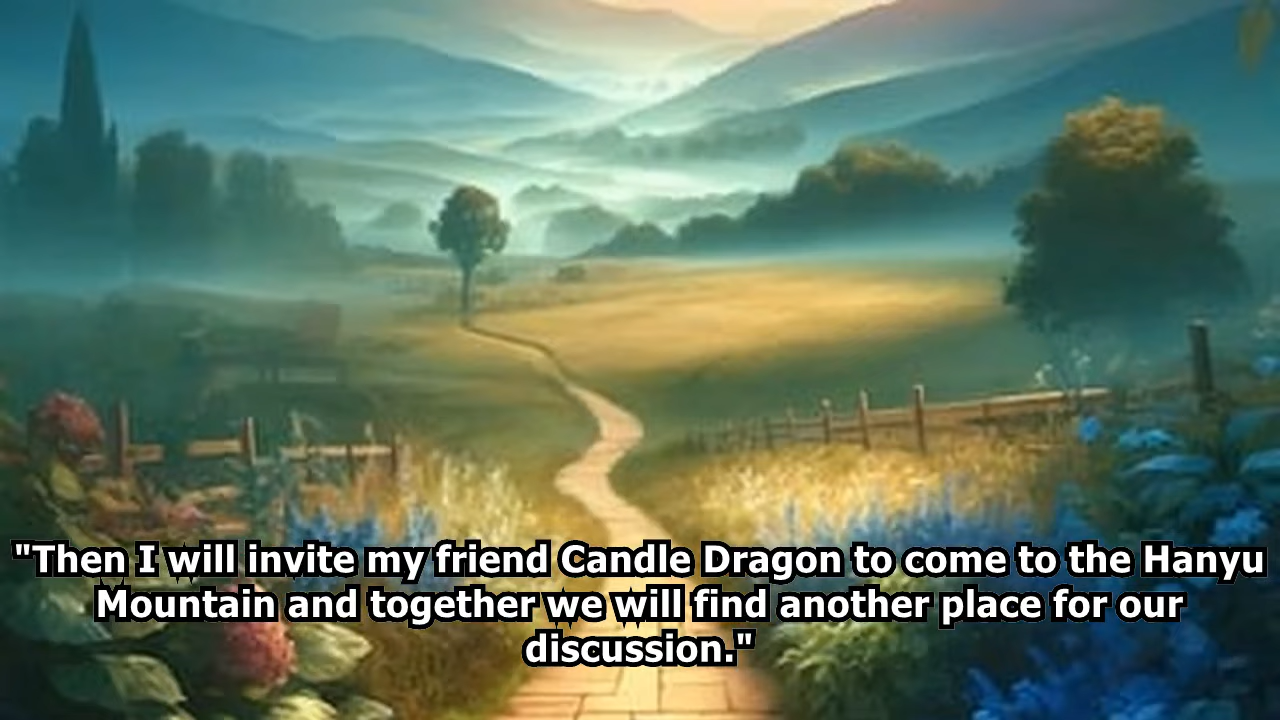 "Then I will invite my friend Candle Dragon to come to the Hanyu
Mountain and together we will find another place for our
discussion."